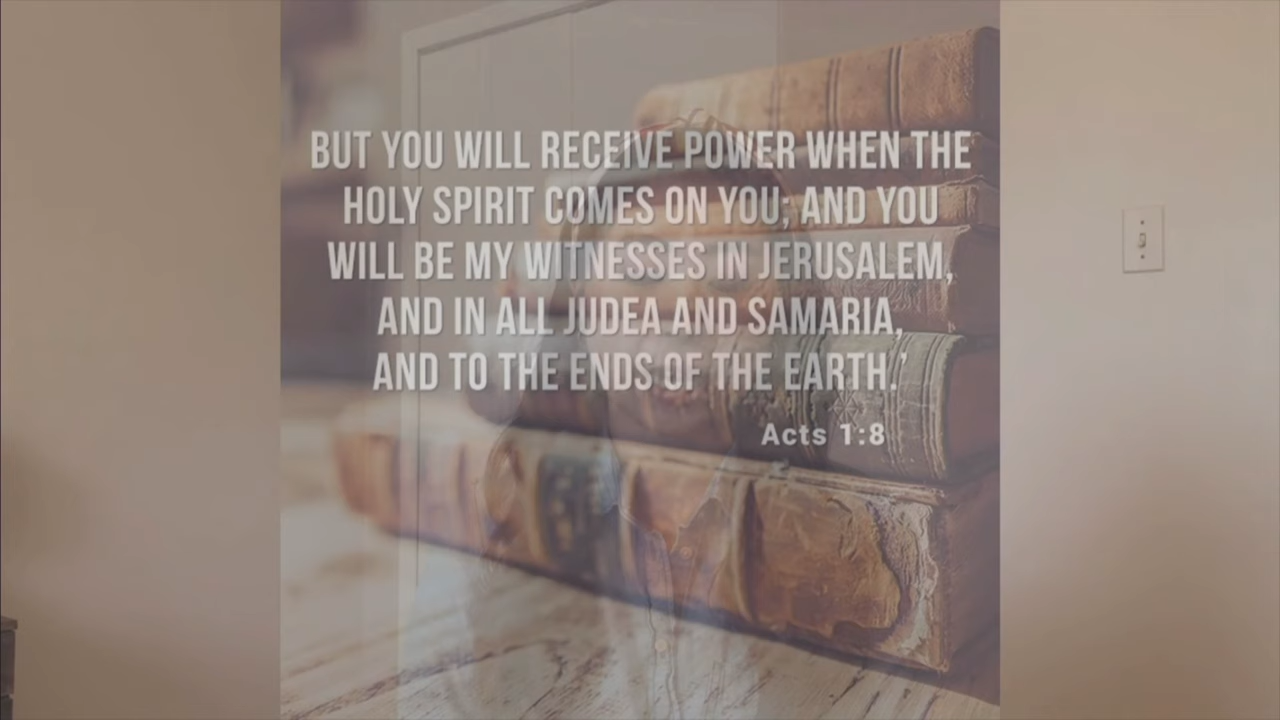 BUT YOU WILL RECEIVE POWER WHEN THE
HOLY SPIRIT COMES ON YOU; AND YOU
WILL BE MY WITNESSES IN JERUSALEM,
AND IN ALL JUDEA AND SAMARIA,
AND TO THE ENDS OF THE EARTH.'
Acts 1:8